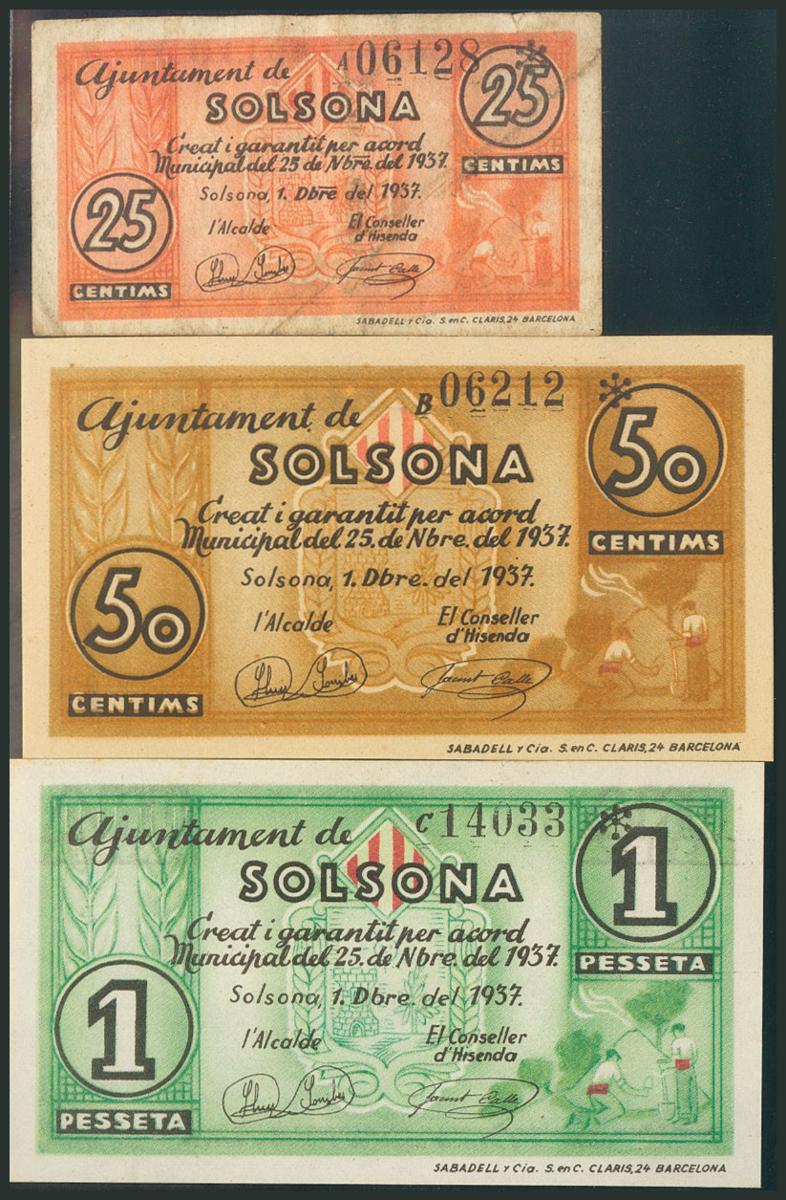 Ajuntament de A06128
SOLSONA
25
CENTIMS
Creat i garantit per acord
Municipal del 25 de Nbre. del 1937.
Solsona, 1. Dbre del 1937.
l'Alcalde El Conseller
d'Hisenda
25
CENTIMS
SABADELL y Cia. S. en C. CLARIS, 24 BARCELONA
Ajuntament de B06212
SOLSONA
50
CENTIMS
Creat i garantit per acord
Municipal del 25. de Nbre. del 1937.
Solsona, 1. Dbre. del 1937.
l'Alcalde El Conseller
d'Hisenda
50
CENTIMS
SABADELL y Cia. S. en C. CLARIS, 24 BARCELONA
Ajuntament de C14033
SOLSONA
1
PESSETA
Creat i garantit per acord
Municipal del 25. de Nbre. del 1937.
Solsona, 1. Dbre. del 1937.
l'Alcalde El Conseller
d'Hisenda
1
PESSETA
SABADELL y Cia. S. en C. CLARIS, 24 BARCELONA